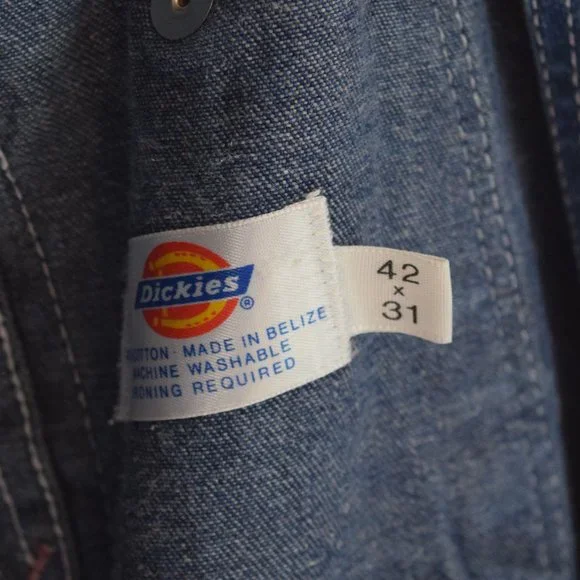 Dickies®
COTTON · MADE IN BELIZE
MACHINE WASHABLE
IRONING REQUIRED
42
x
31